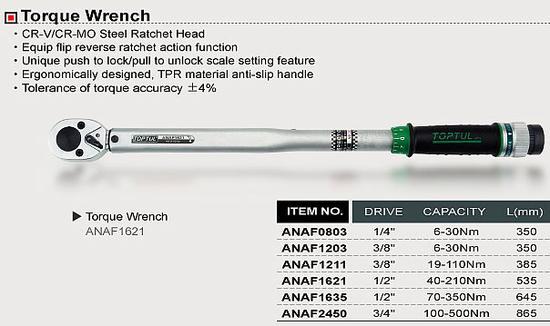 Torque Wrench
• CR-V/CR-MO Steel Ratchet Head
• Equip flip reverse ratchet action function
• Unique push to lock/pull to unlock scale setting feature
• Ergonomically designed, TPR material anti-slip handle
• Tolerance of torque accuracy ±4%
TOPTUL ANAF1621
TOPTUL
▶ Torque Wrench
ANAF1621
ITEM NO. DRIVE CAPACITY L(mm)
ANAF0803 1/4" 6-30Nm 350
ANAF1203 3/8" 6-30Nm 350
ANAF1211 3/8" 19-110Nm 385
ANAF1621 1/2" 40-210Nm 535
ANAF1635 1/2" 70-350Nm 645
ANAF2450 3/4" 100-500Nm 865